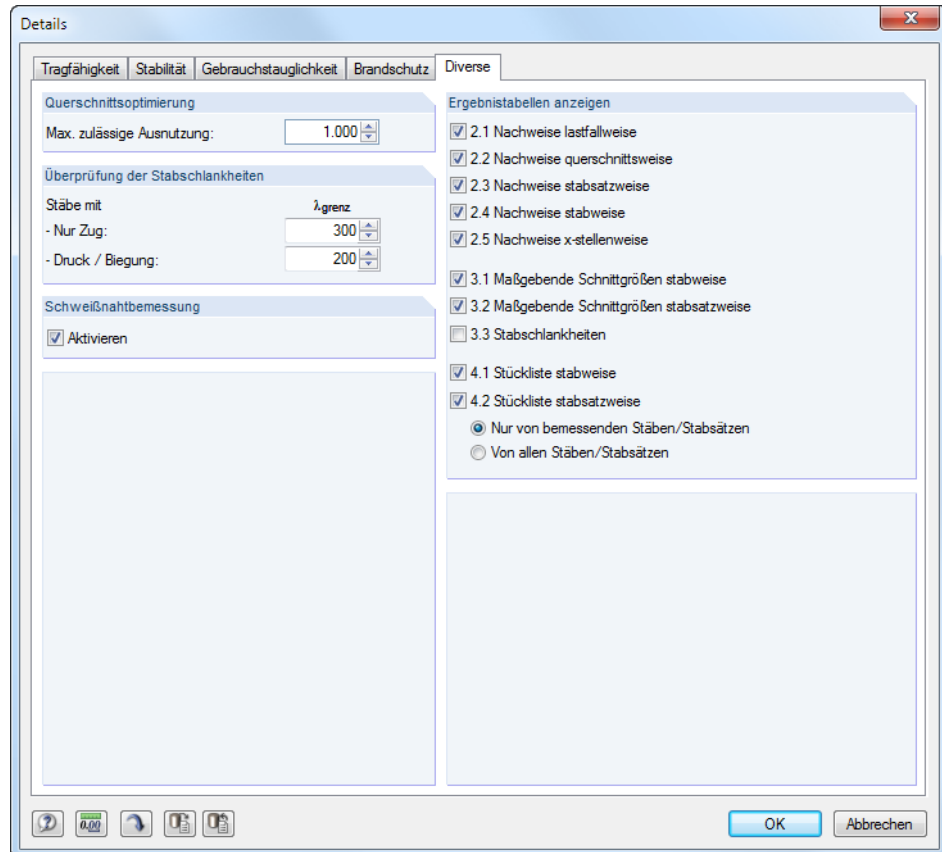 Details
Tragfähigkeit Stabilität Gebrauchstauglichkeit Brandschutz Diverse
Querschnittsoptimierung
Max. zulässige Ausnutzung: 1.000
Überprüfung der Stabschlankheiten
Stäbe mit λgrenz
- Nur Zug: 300
- Druck / Biegung: 200
Schweißnahtbemessung
Aktivieren
Ergebnistabellen anzeigen
2.1 Nachweise lastfallweise
2.2 Nachweise querschnittsweise
2.3 Nachweise stabsatzweise
2.4 Nachweise stabweise
2.5 Nachweise x-stellenweise
3.1 Maßgebende Schnittgrößen stabweise
3.2 Maßgebende Schnittgrößen stabsatzweise
3.3 Stabschlankheiten
4.1 Stückliste stabweise
4.2 Stückliste stabsatzweise
Nur von bemessenden Stäben/Stabsätzen
Von allen Stäben/Stabsätzen
0.00
OK Abbrechen